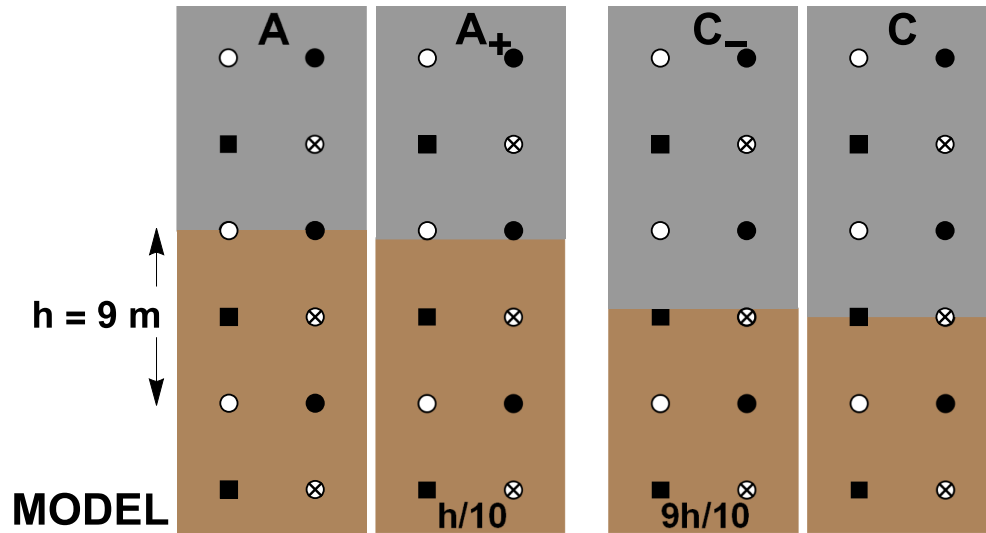 A
A+
C−
C
h = 9 m
MODEL
h/10
9h/10